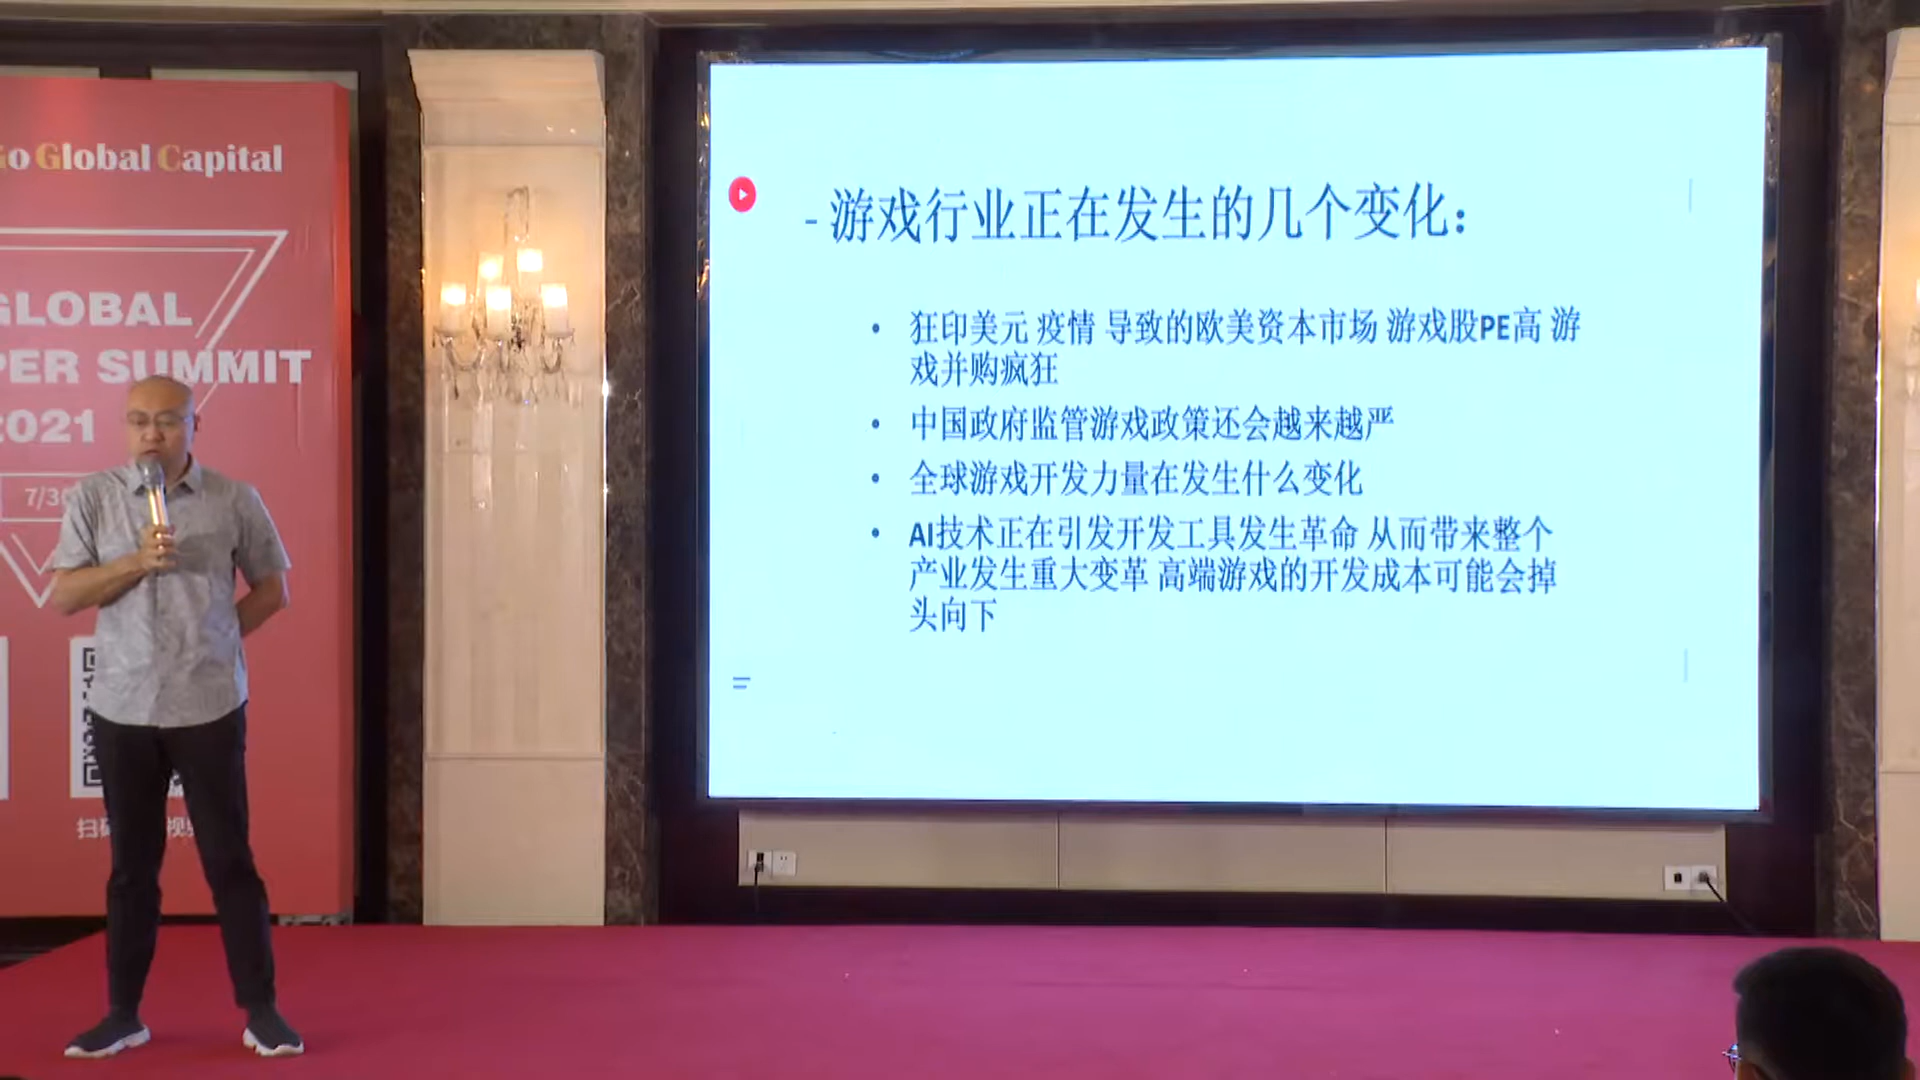 Global Capital
GLOBAL
SUMMIT
2021
- 游戏行业正在发生的几个变化：
• 狂印美元 疫情 导致的欧美资本市场 游戏股PE高 游
戏并购疯狂
• 中国政府监管游戏政策还会越来越严
• 全球游戏开发力量在发生什么变化
• AI技术正在引发开发工具发生革命 从而带来整个
产业发生重大变革 高端游戏的开发成本可能会掉
头向下